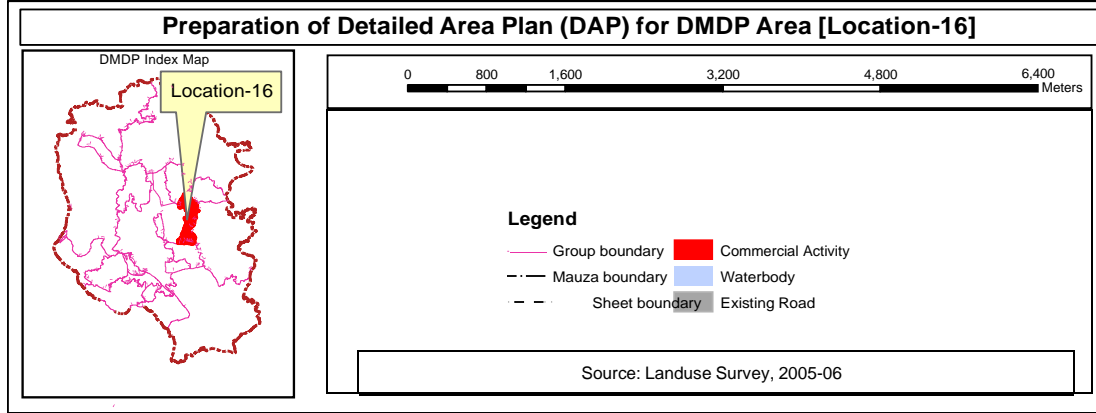 Preparation of Detailed Area Plan (DAP) for DMDP Area [Location-16]
DMDP Index Map
Location-16
0 800 1,600 3,200 4,800 6,400
Meters
Legend
Group boundary
Mauza boundary
Sheet boundary
Commercial Activity
Waterbody
Existing Road
Source: Landuse Survey, 2005-06